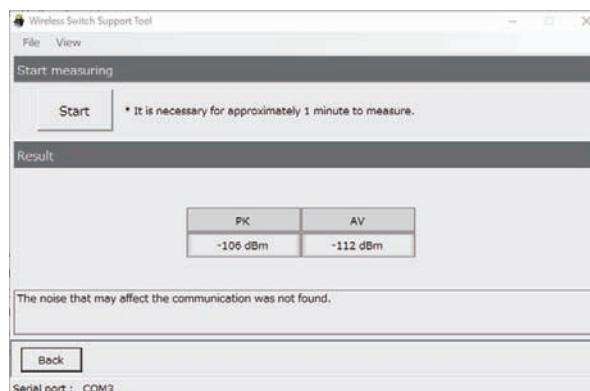 Wireless Switch Support Tool
File View
Start measuring
Start * It is necessary for approximately 1 minute to measure.
Result
PK AV
-106 dBm -112 dBm
The noise that may affect the communication was not found.
Back
Serial port : COM3